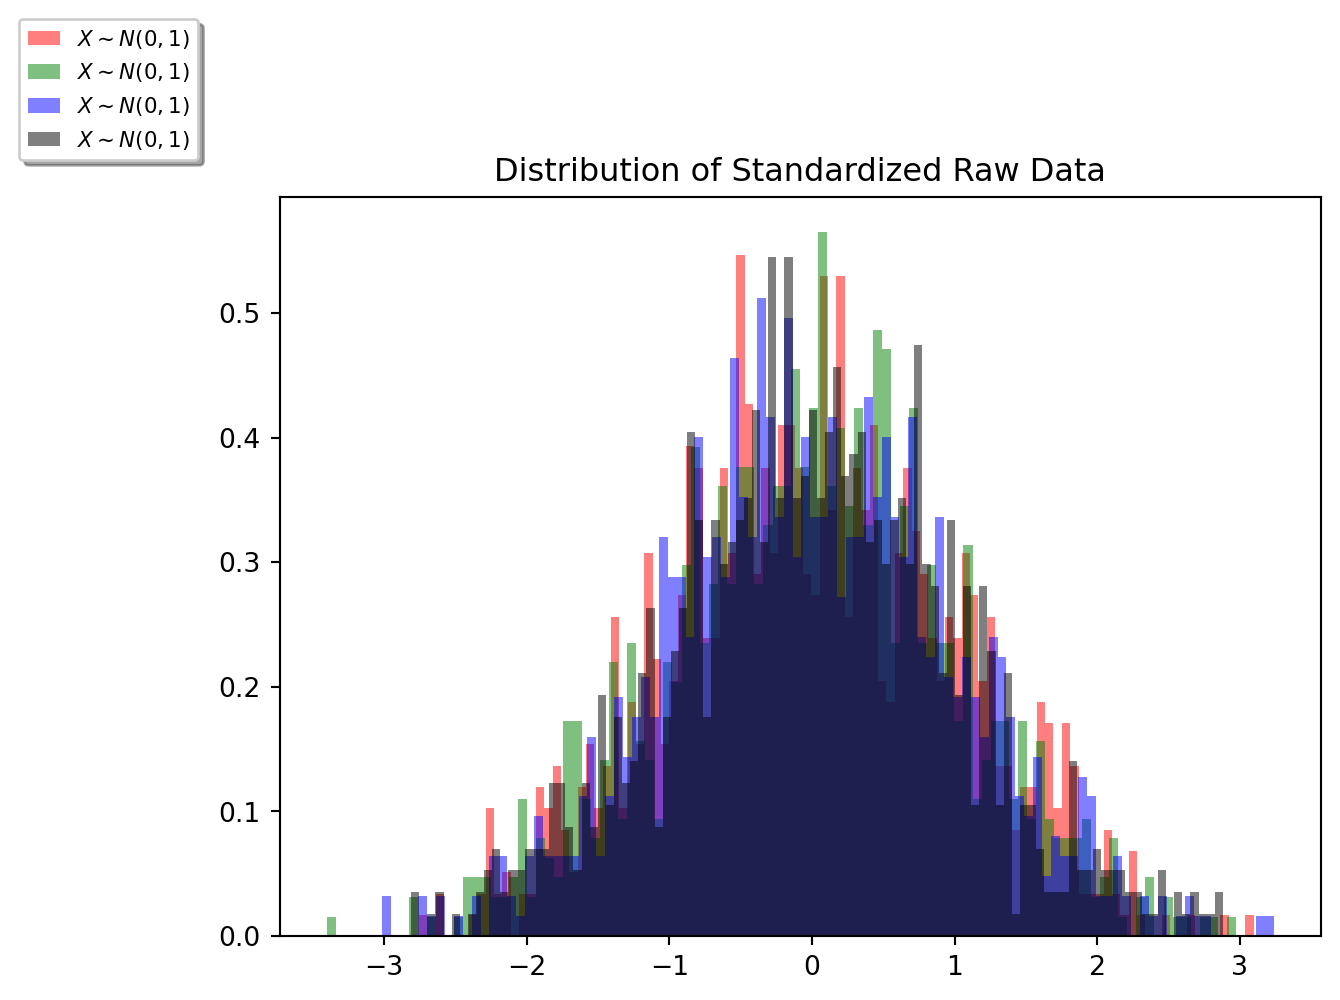 X ~ N(0, 1)
X ~ N(0, 1)
X ~ N(0, 1)
X ~ N(0, 1)
Distribution of Standardized Raw Data
0.5
0.4
0.3
0.2
0.1
0.0
−3 −2 −1 0 1 2 3